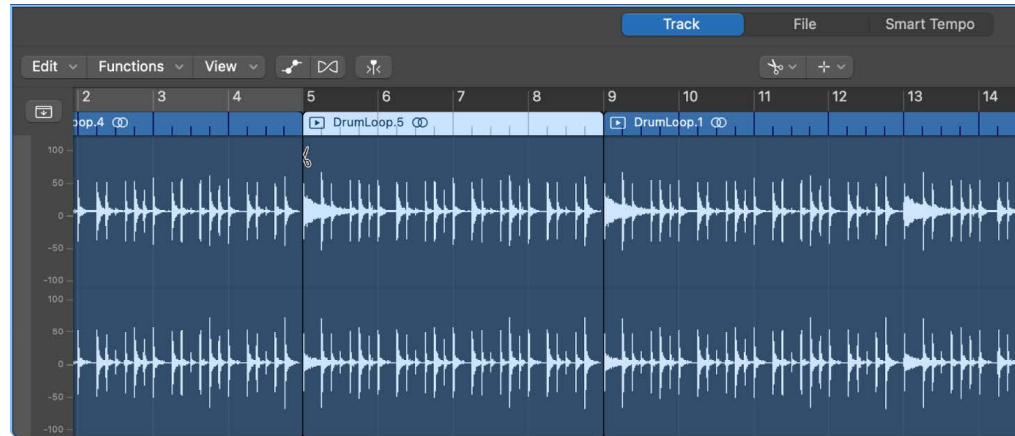 Track File Smart Tempo
Edit Functions View
2 3 4 5 6 7 8 9 10 11 12 13 14
oop.4 DrumLoop.5 DrumLoop.1
100
50
0
-50
-100
100
50
0
-50
-100